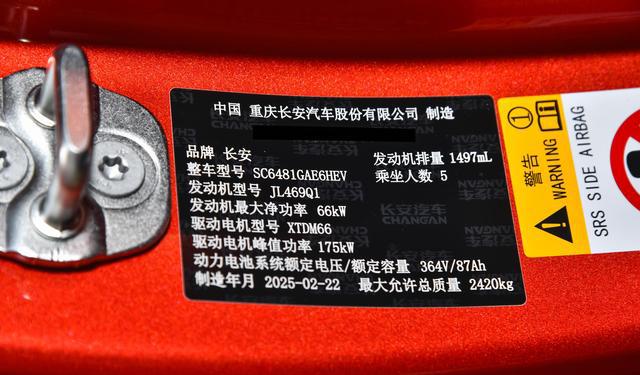 中国 重庆长安汽车股份有限公司 制造
品牌 长安 发动机排量 1497mL
整车型号 SC6481GAE6HEV 乘坐人数 5
发动机型号 JL469Q1
发动机最大净功率 66kW
驱动电机型号 XTDM66
驱动电机峰值功率 175kW
动力电池系统额定电压/额定容量 364V/87Ah
制造年月 2025-02-22 最大允许总质量 2420kg
长安汽车
CHANGAN
警告
WARNING
SRS SIDE AIRBAG